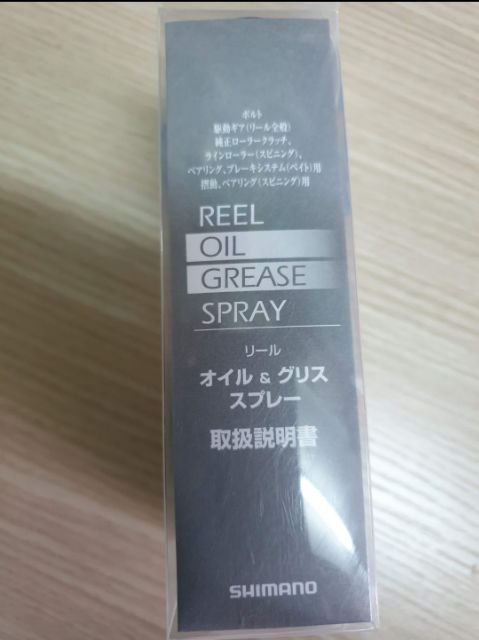 ボルト
駆動ギア(リール全般)
純正ローラークラッチ、
ラインローラー(スピニング)、
ベアリング、ブレーキシステム(ベイト)用
摺動、ベアリング(スピニング)用
REEL
OIL
GREASE
SPRAY
リール
オイル & グリス
スプレー
取扱説明書
SHIMANO